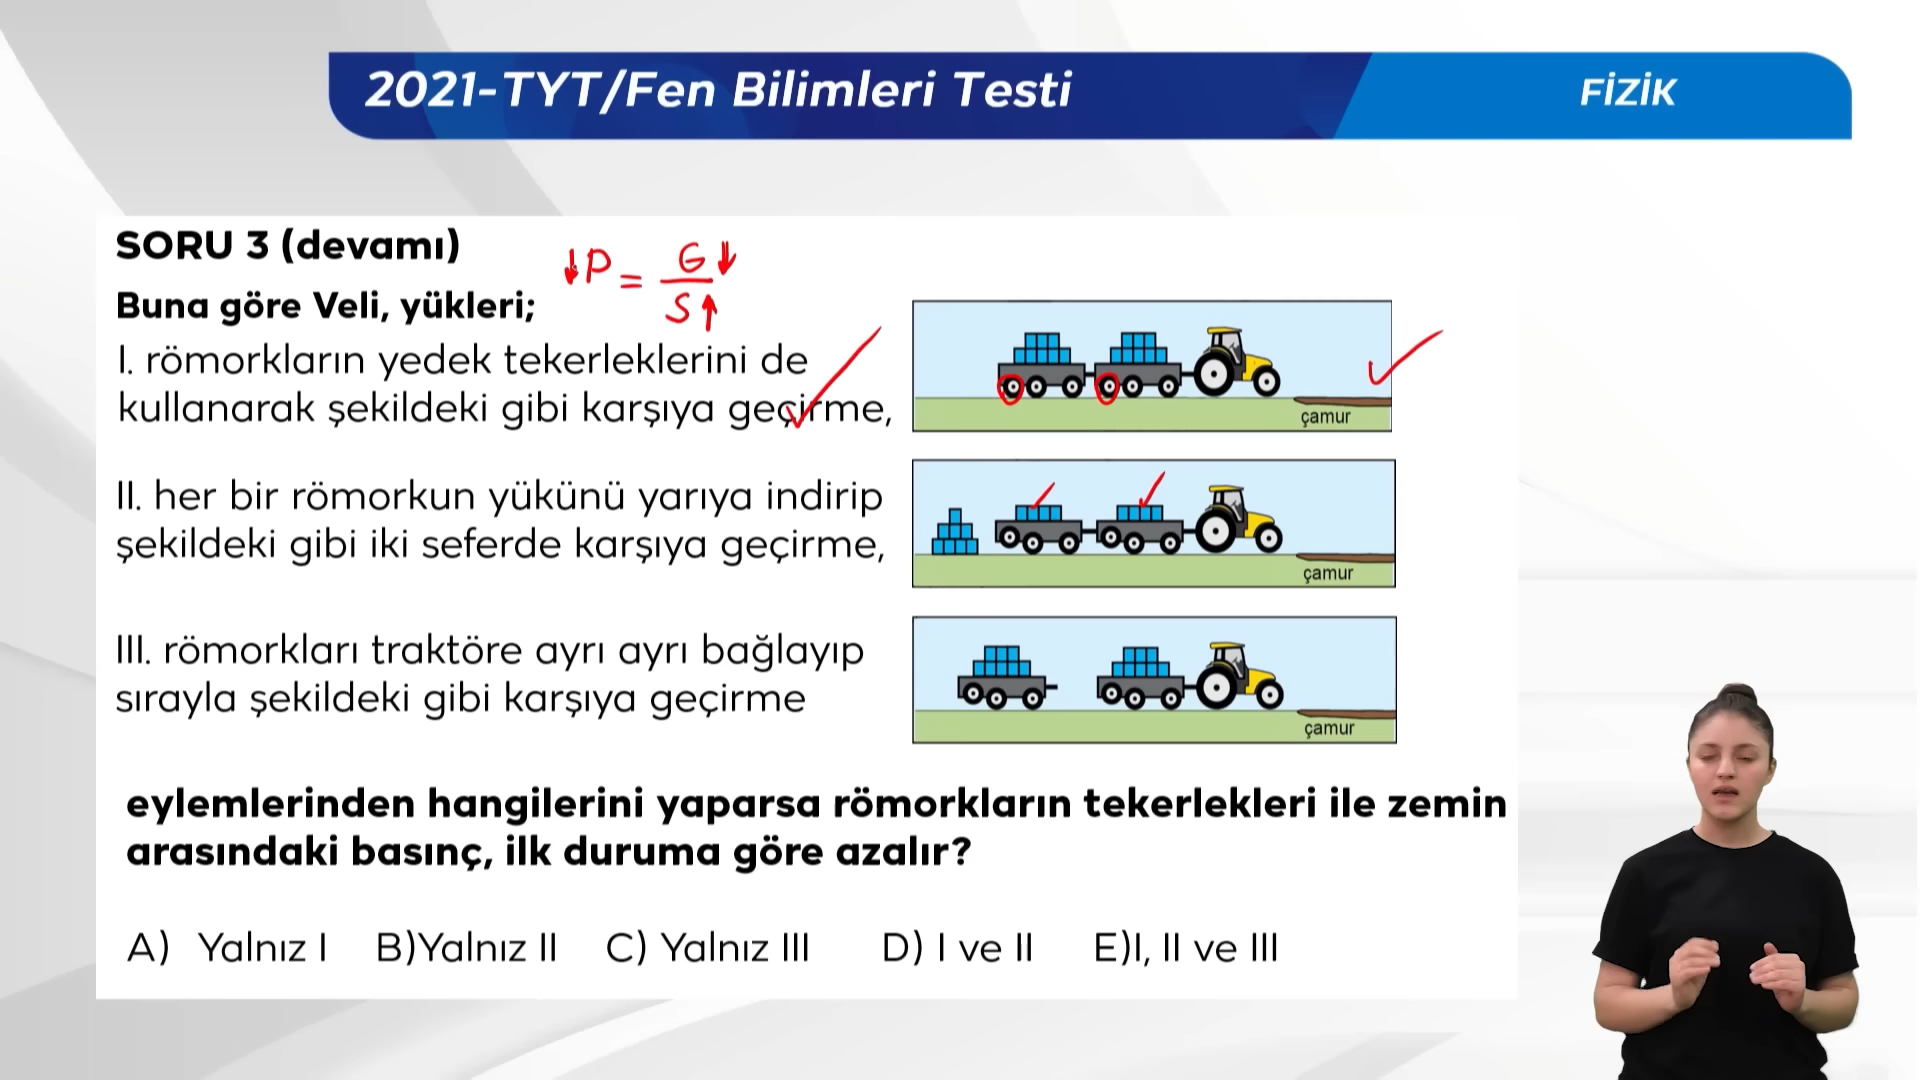 2021-TYT/Fen Bilimleri Testi
FİZİK
SORU 3 (devamı)
↓P = G↓ / S↑
Buna göre Veli, yükleri;
I. römorkların yedek tekerleklerini de
kullanarak şekildeki gibi karşıya geçirme,
çamur
II. her bir römorkun yükünü yarıya indirip
şekildeki gibi iki seferde karşıya geçirme,
çamur
III. römorkları traktöre ayrı ayrı bağlayıp
sırayla şekildeki gibi karşıya geçirme
çamur
eylemlerinden hangilerini yaparsa römorkların tekerlekleri ile zemin
arasındaki basınç, ilk duruma göre azalır?
A) Yalnız I B)Yalnız II C) Yalnız III D) I ve II E)I, II ve III